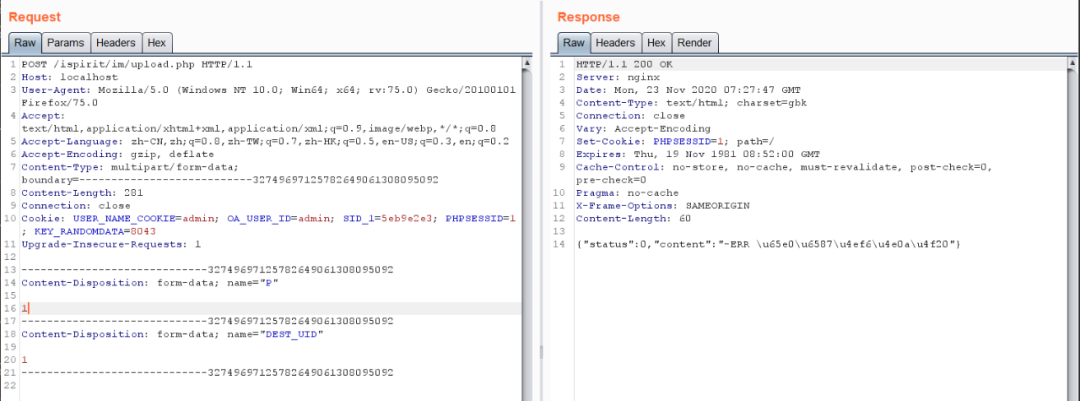 Request
Raw Params Headers Hex
1 POST /ispirit/im/upload.php HTTP/1.1
2 Host: localhost
3 User-Agent: Mozilla/5.0 (Windows NT 10.0; Win64; x64; rv:75.0) Gecko/20100101
Firefox/75.0
4 Accept:
text/html,application/xhtml+xml,application/xml;q=0.9,image/webp,*/*;q=0.8
5 Accept-Language: zh-CN,zh;q=0.8,zh-TW;q=0.7,zh-HK;q=0.5,en-US;q=0.3,en;q=0.2
6 Accept-Encoding: gzip, deflate
7 Content-Type: multipart/form-data;
boundary=---------------------------327496971257826490613080​95092
8 Content-Length: 281
9 Connection: close
10 Cookie: USER_NAME_COOKIE=admin; OA_USER_ID=admin; SID_1=5eb9e2e3; PHPSESSID=1
; KEY_RANDOMDATA=8043
11 Upgrade-Insecure-Requests: 1
12
13 -----------------------------32749697125782649061308095092
14 Content-Disposition: form-data; name="P"
15
16 1
17 -----------------------------32749697125782649061308095092
18 Content-Disposition: form-data; name="DEST_UID"
19
20 1
21 -----------------------------32749697125782649061308095092
22
Response
Raw Headers Hex Render
1 HTTP/1.1 200 OK
2 Server: nginx
3 Date: Mon, 23 Nov 2020 07:27:47 GMT
4 Content-Type: text/html; charset=gbk
5 Connection: close
6 Vary: Accept-Encoding
7 Set-Cookie: PHPSESSID=1; path=/
8 Expires: Thu, 19 Nov 1981 08:52:00 GMT
9 Cache-Control: no-store, no-cache, must-revalidate, post-check=0,
pre-check=0
10 Pragma: no-cache
11 X-Frame-Options: SAMEORIGIN
12 Content-Length: 60
13
14 {"status":0,"content":"-ERR \u65e0\u6587\u4ef6\u4e0a\u4f20"}